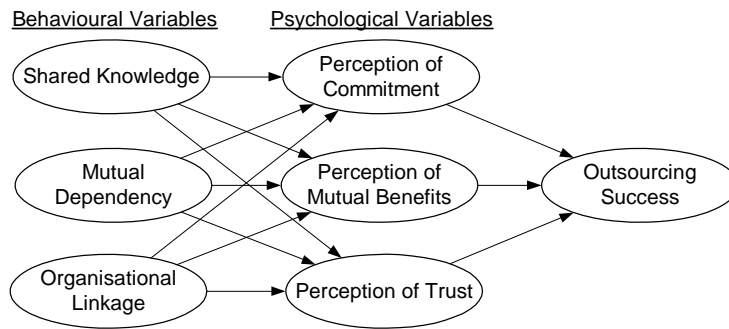 Behavioural Variables
Psychological Variables
Shared Knowledge
Perception of
Commitment
Mutual
Dependency
Perception of
Mutual Benefits
Outsourcing
Success
Organisational
Linkage
Perception of Trust